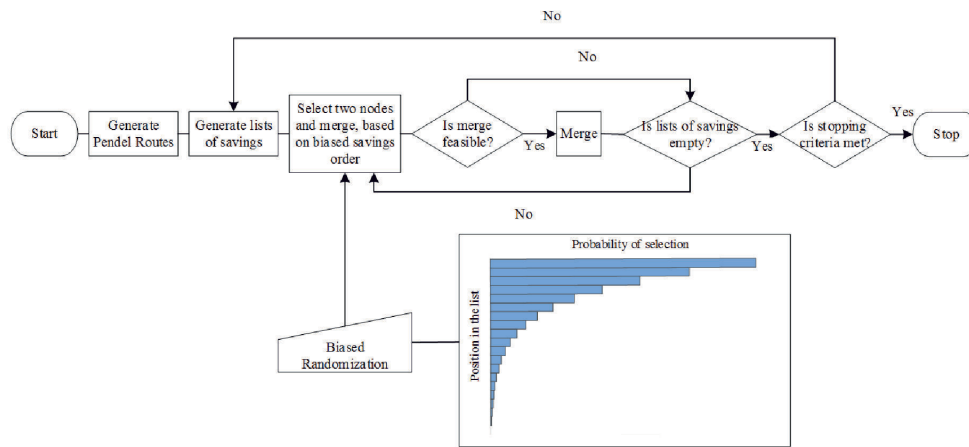 No
No
Start
Generate
Pendel Routes
Generate lists
of savings
Select two nodes
and merge, based
on biased savings
order
Is merge
feasible?
Yes
Merge
Is lists of savings
empty?
Yes
Is stopping
criteria met?
Yes
Stop
No
Probability of selection
Position in the list
Biased
Randomization